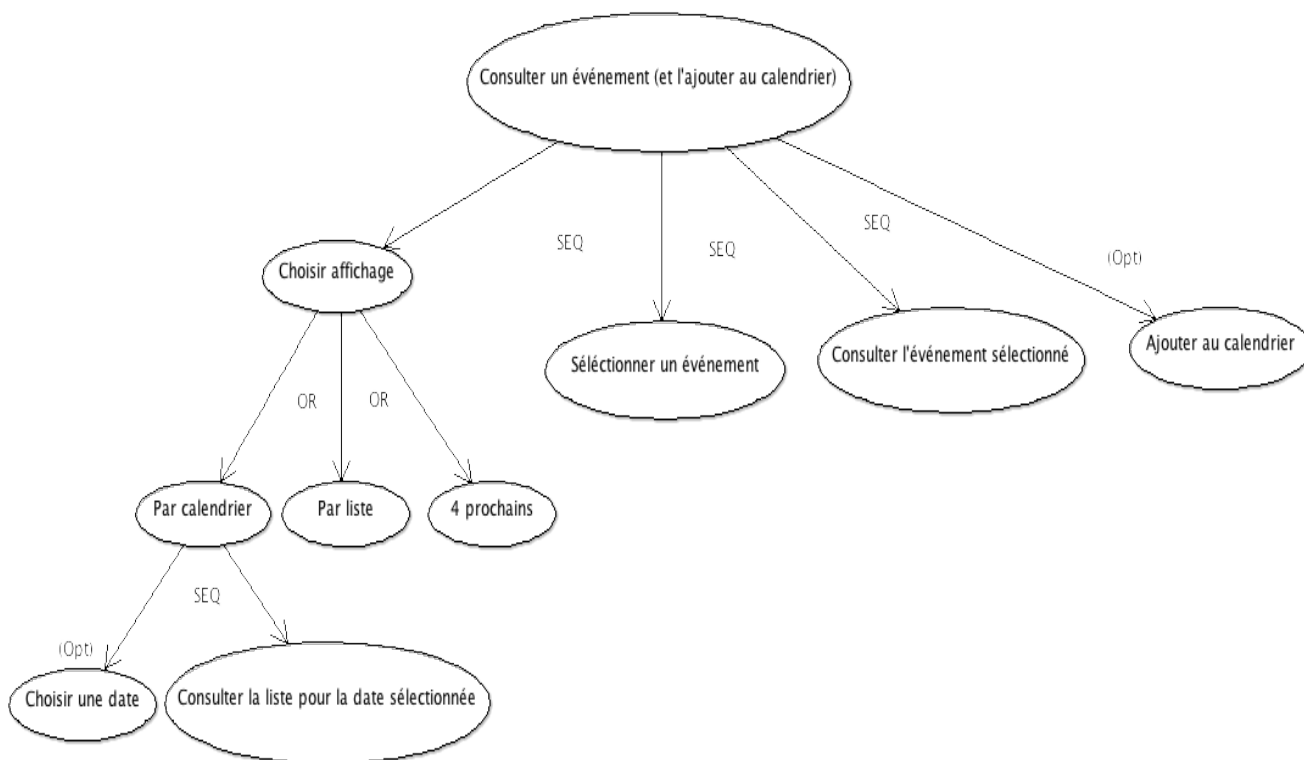 Consulter un événement (et l'ajouter au calendrier)
SEQ
SEQ
SEQ
(Opt)
Choisir affichage
Séléctionner un événement
Consulter l'événement sélectionné
Ajouter au calendrier
OR
OR
Par calendrier
Par liste
4 prochains
SEQ
(Opt)
Choisir une date
Consulter la liste pour la date sélectionnée